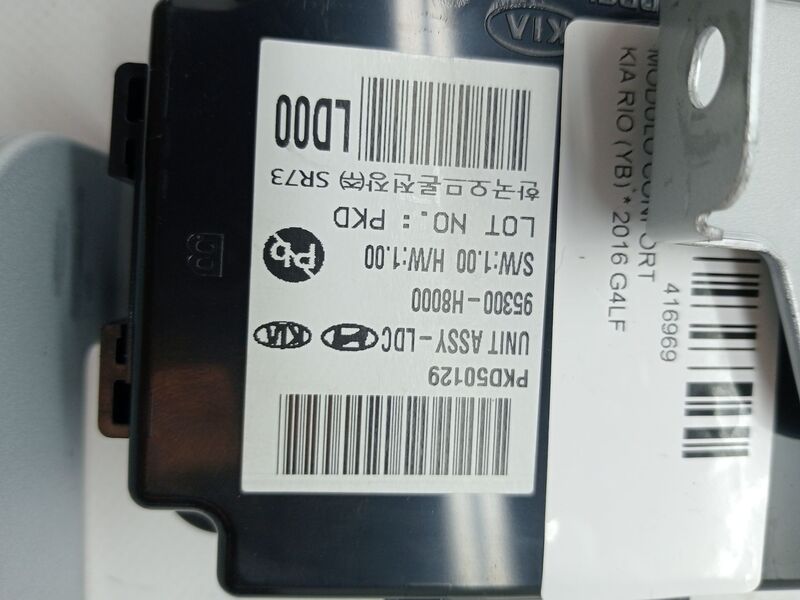 PKD50129
UNIT ASSY-LDC KIA
95300-H8000
S/W:1.00 H/W:1.00
Pb
LOT NO.: PKD
한국오므론전장㈜ SR73
LD00
KIA
416969
MODULO CONFORT
KIA RIO (YB)*2016 G4LF